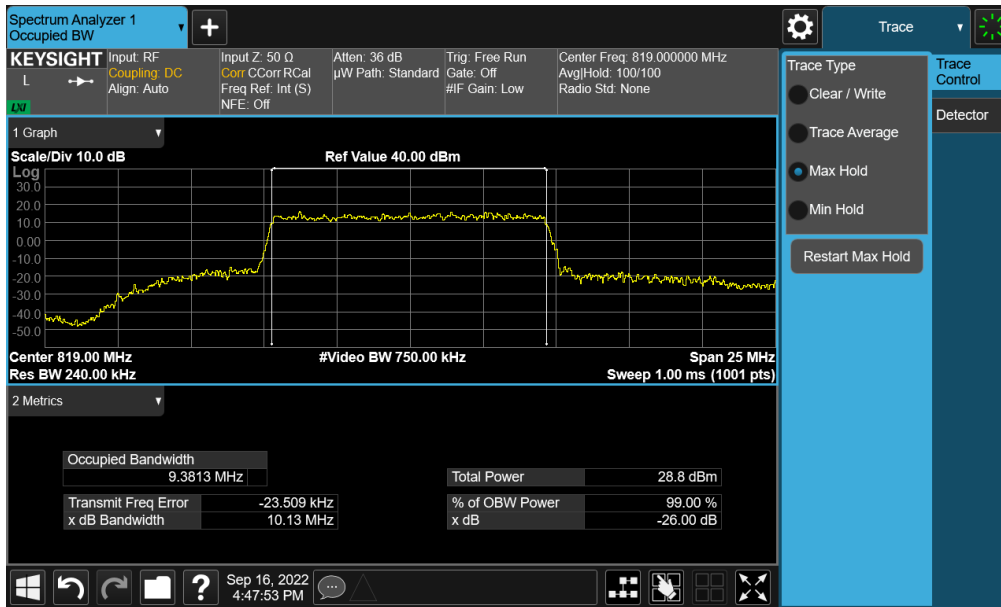 Spectrum Analyzer 1
Occupied BW
+
Trace
KEYSIGHT
L
LXI
Input: RF
Coupling: DC
Align: Auto
Input Z: 50 Ω
Corr CCorr RCal
Freq Ref: Int (S)
NFE: Off
Atten: 36 dB
µW Path: Standard
Trig: Free Run
Gate: Off
#IF Gain: Low
Center Freq: 819.000000 MHz
Avg|Hold: 100/100
Radio Std: None
Trace Type
Clear / Write
Trace Average
Max Hold
Min Hold
Restart Max Hold
Trace
Control
Detector
1 Graph
Scale/Div 10.0 dB
Ref Value 40.00 dBm
Log
30.0
20.0
10.0
0.00
-10.0
-20.0
-30.0
-40.0
-50.0
Center 819.00 MHz
#Video BW 750.00 kHz
Span 25 MHz
Res BW 240.00 kHz
Sweep 1.00 ms (1001 pts)
2 Metrics
Occupied Bandwidth
9.3813 MHz
Total Power 28.8 dBm
Transmit Freq Error -23.509 kHz
% of OBW Power 99.00 %
x dB Bandwidth 10.13 MHz
x dB -26.00 dB
?
Sep 16, 2022
4:47:53 PM